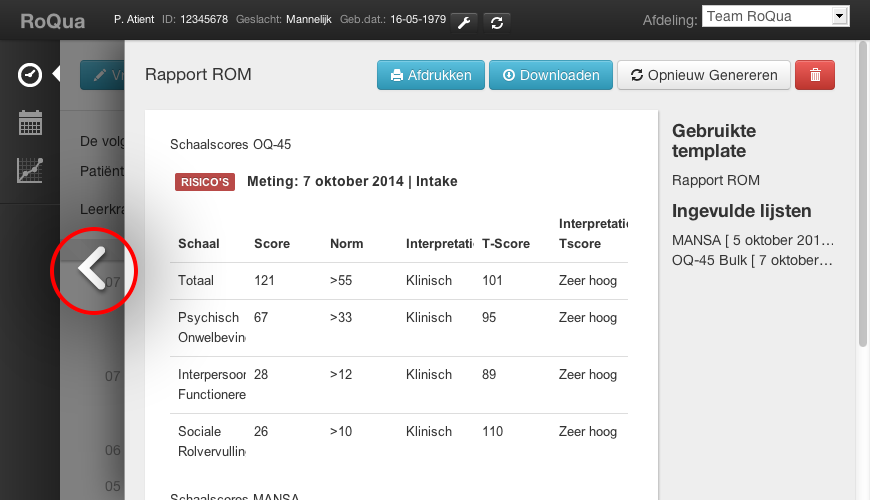 RoQua P. Atient ID: 12345678 Geslacht: Mannelijk Geb.dat.: 16-05-1979 Afdeling: Team RoQua
Rapport ROM Afdrukken Downloaden Opnieuw Genereren
De volg
Patiënt
Leerkra
07
07
06
05
Schaalscores OQ-45
RISICO'S Meting: 7 oktober 2014 | Intake
Schaal Score Norm Interpretatie T-Score Interpretatie Tscore
Totaal 121 >55 Klinisch 101 Zeer hoog
Psychisch 67 >33 Klinisch 95 Zeer hoog
Onwelbevin
Interpersoor 28 >12 Klinisch 89 Zeer hoog
Functionere
Sociale 26 >10 Klinisch 110 Zeer hoog
Rolvervullin
Schaalscores MANSA
Gebruikte
template
Rapport ROM
Ingevulde lijsten
MANSA [ 5 oktober 201…
OQ-45 Bulk [ 7 oktober…